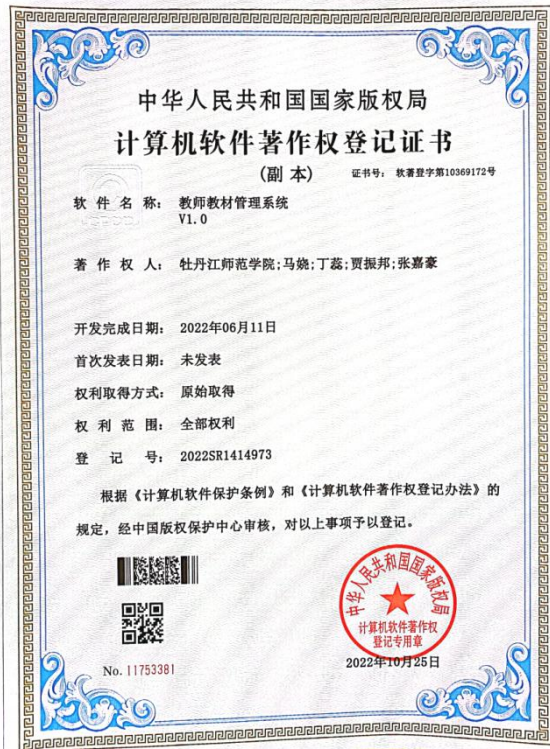 中华人民共和国国家版权局
计算机软件著作权登记证书
(副本)
证书号： 软著登字第10369172号
软件名称： 教师教材管理系统
V1.0
著作权人： 牡丹江师范学院;马娆;丁蕊;贾振邦;张嘉豪
开发完成日期： 2022年06月11日
首次发表日期： 未发表
权利取得方式： 原始取得
权利范围： 全部权利
登记号： 2022SR1414973
根据《计算机软件保护条例》和《计算机软件著作权登记办法》的
规定，经中国版权保护中心审核，对以上事项予以登记。
中华人民共和国国家版权局
计算机软件著作权
登记专用章
No. 11753381
2022年10月25日